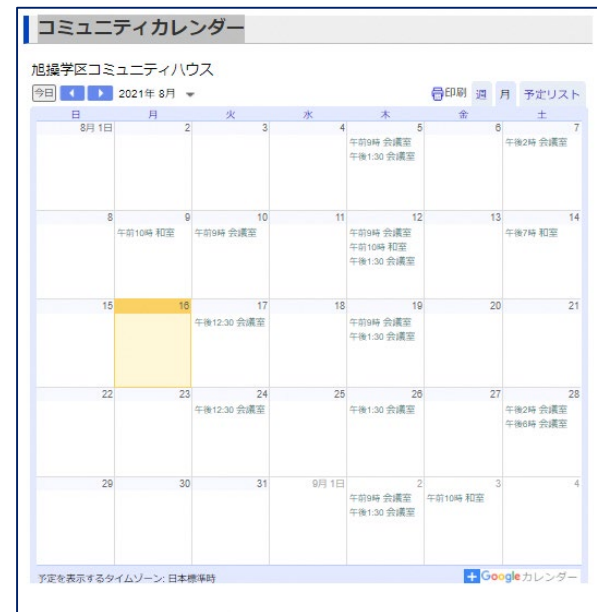 コミュニティカレンダー
旭操学区コミュニティハウス
今日 2021年 8月 印刷 週 月 予定リスト
日 月 火 水 木 金 土
8月 1日 2 3 4 5 6 7
午前9時 会議室 午後2時 会議室
午後1:30 会議室
8 9 10 11 12 13 14
午前10時 和室 午前9時 会議室 午前9時 会議室 午後7時 和室
午前10時 和室
午後1:30 会議室
15 16 17 18 19 20 21
午後12:30 会議室 午前9時 会議室
午後1:30 会議室
22 23 24 25 26 27 28
午後12:30 会議室 午後1:30 会議室 午後2時 会議室
午後6時 会議室
29 30 31 9月 1日 2 3 4
午前9時 会議室 午前10時 和室
午後1:30 会議室
予定を表示するタイムゾーン: 日本標準時 Googleカレンダー